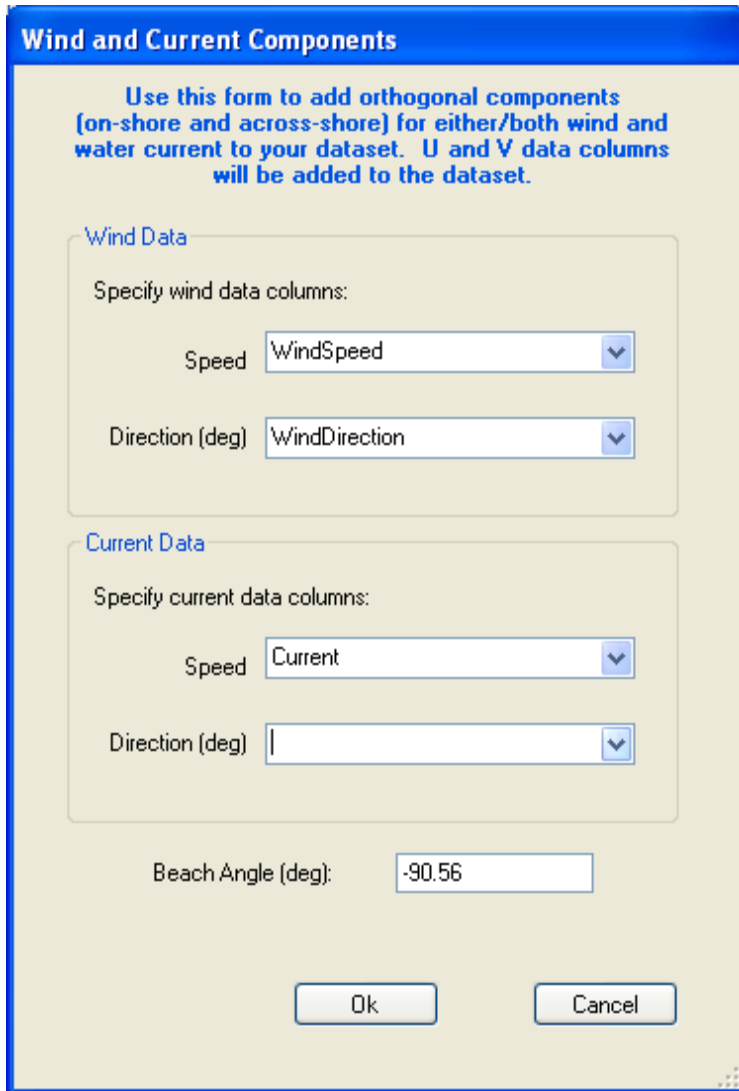 Wind and Current Components
Use this form to add orthogonal components
(on-shore and across-shore) for either/both wind and
water current to your dataset.  U and V data columns
will be added to the dataset.
Wind Data
Specify wind data columns:
Speed WindSpeed
Direction (deg) WindDirection
Current Data
Specify current data columns:
Speed Current
Direction (deg)
Beach Angle (deg): -90.56
Ok Cancel